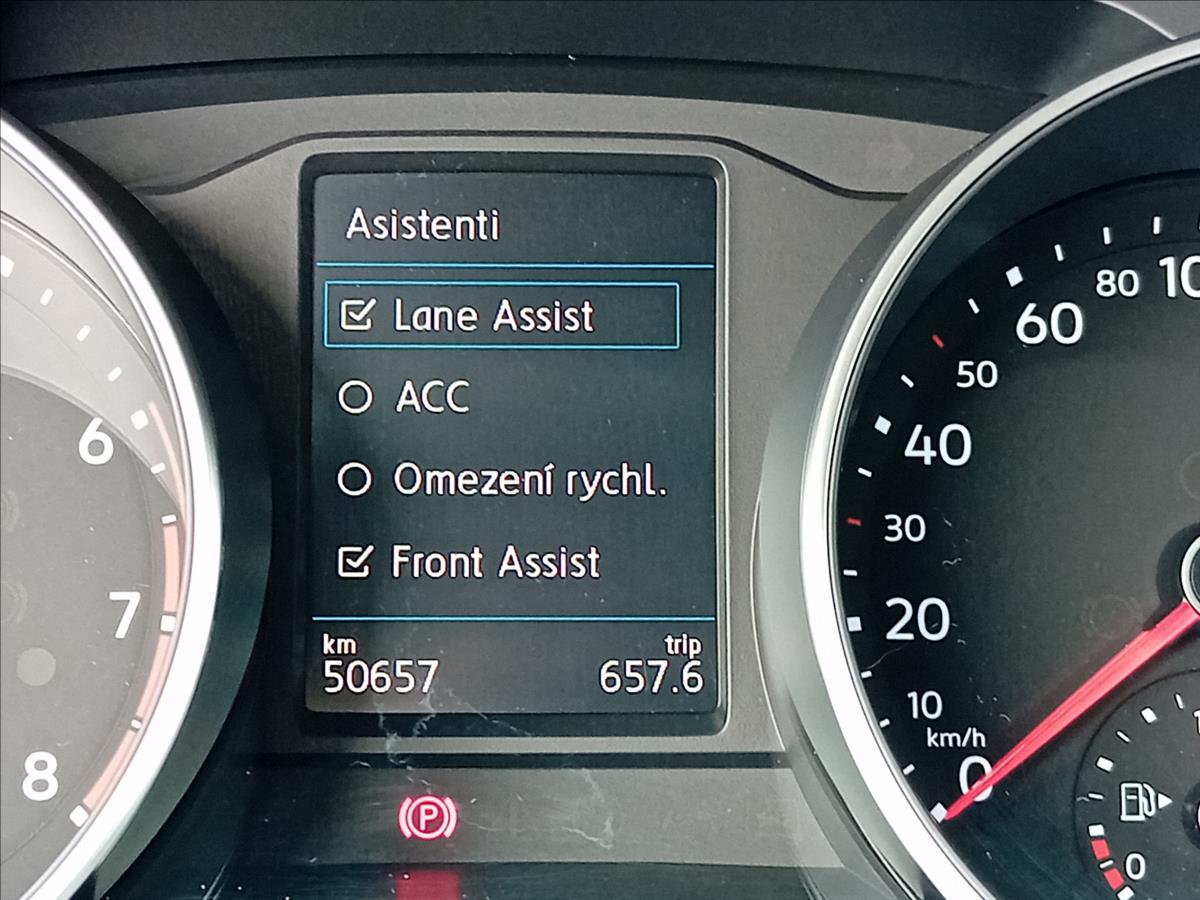 Asistenti
Lane Assist
ACC
Omezení rychl.
Front Assist
km trip
50657 657.6
6
7
8
P
0
10
20
30
40
50
60
80
km/h
0